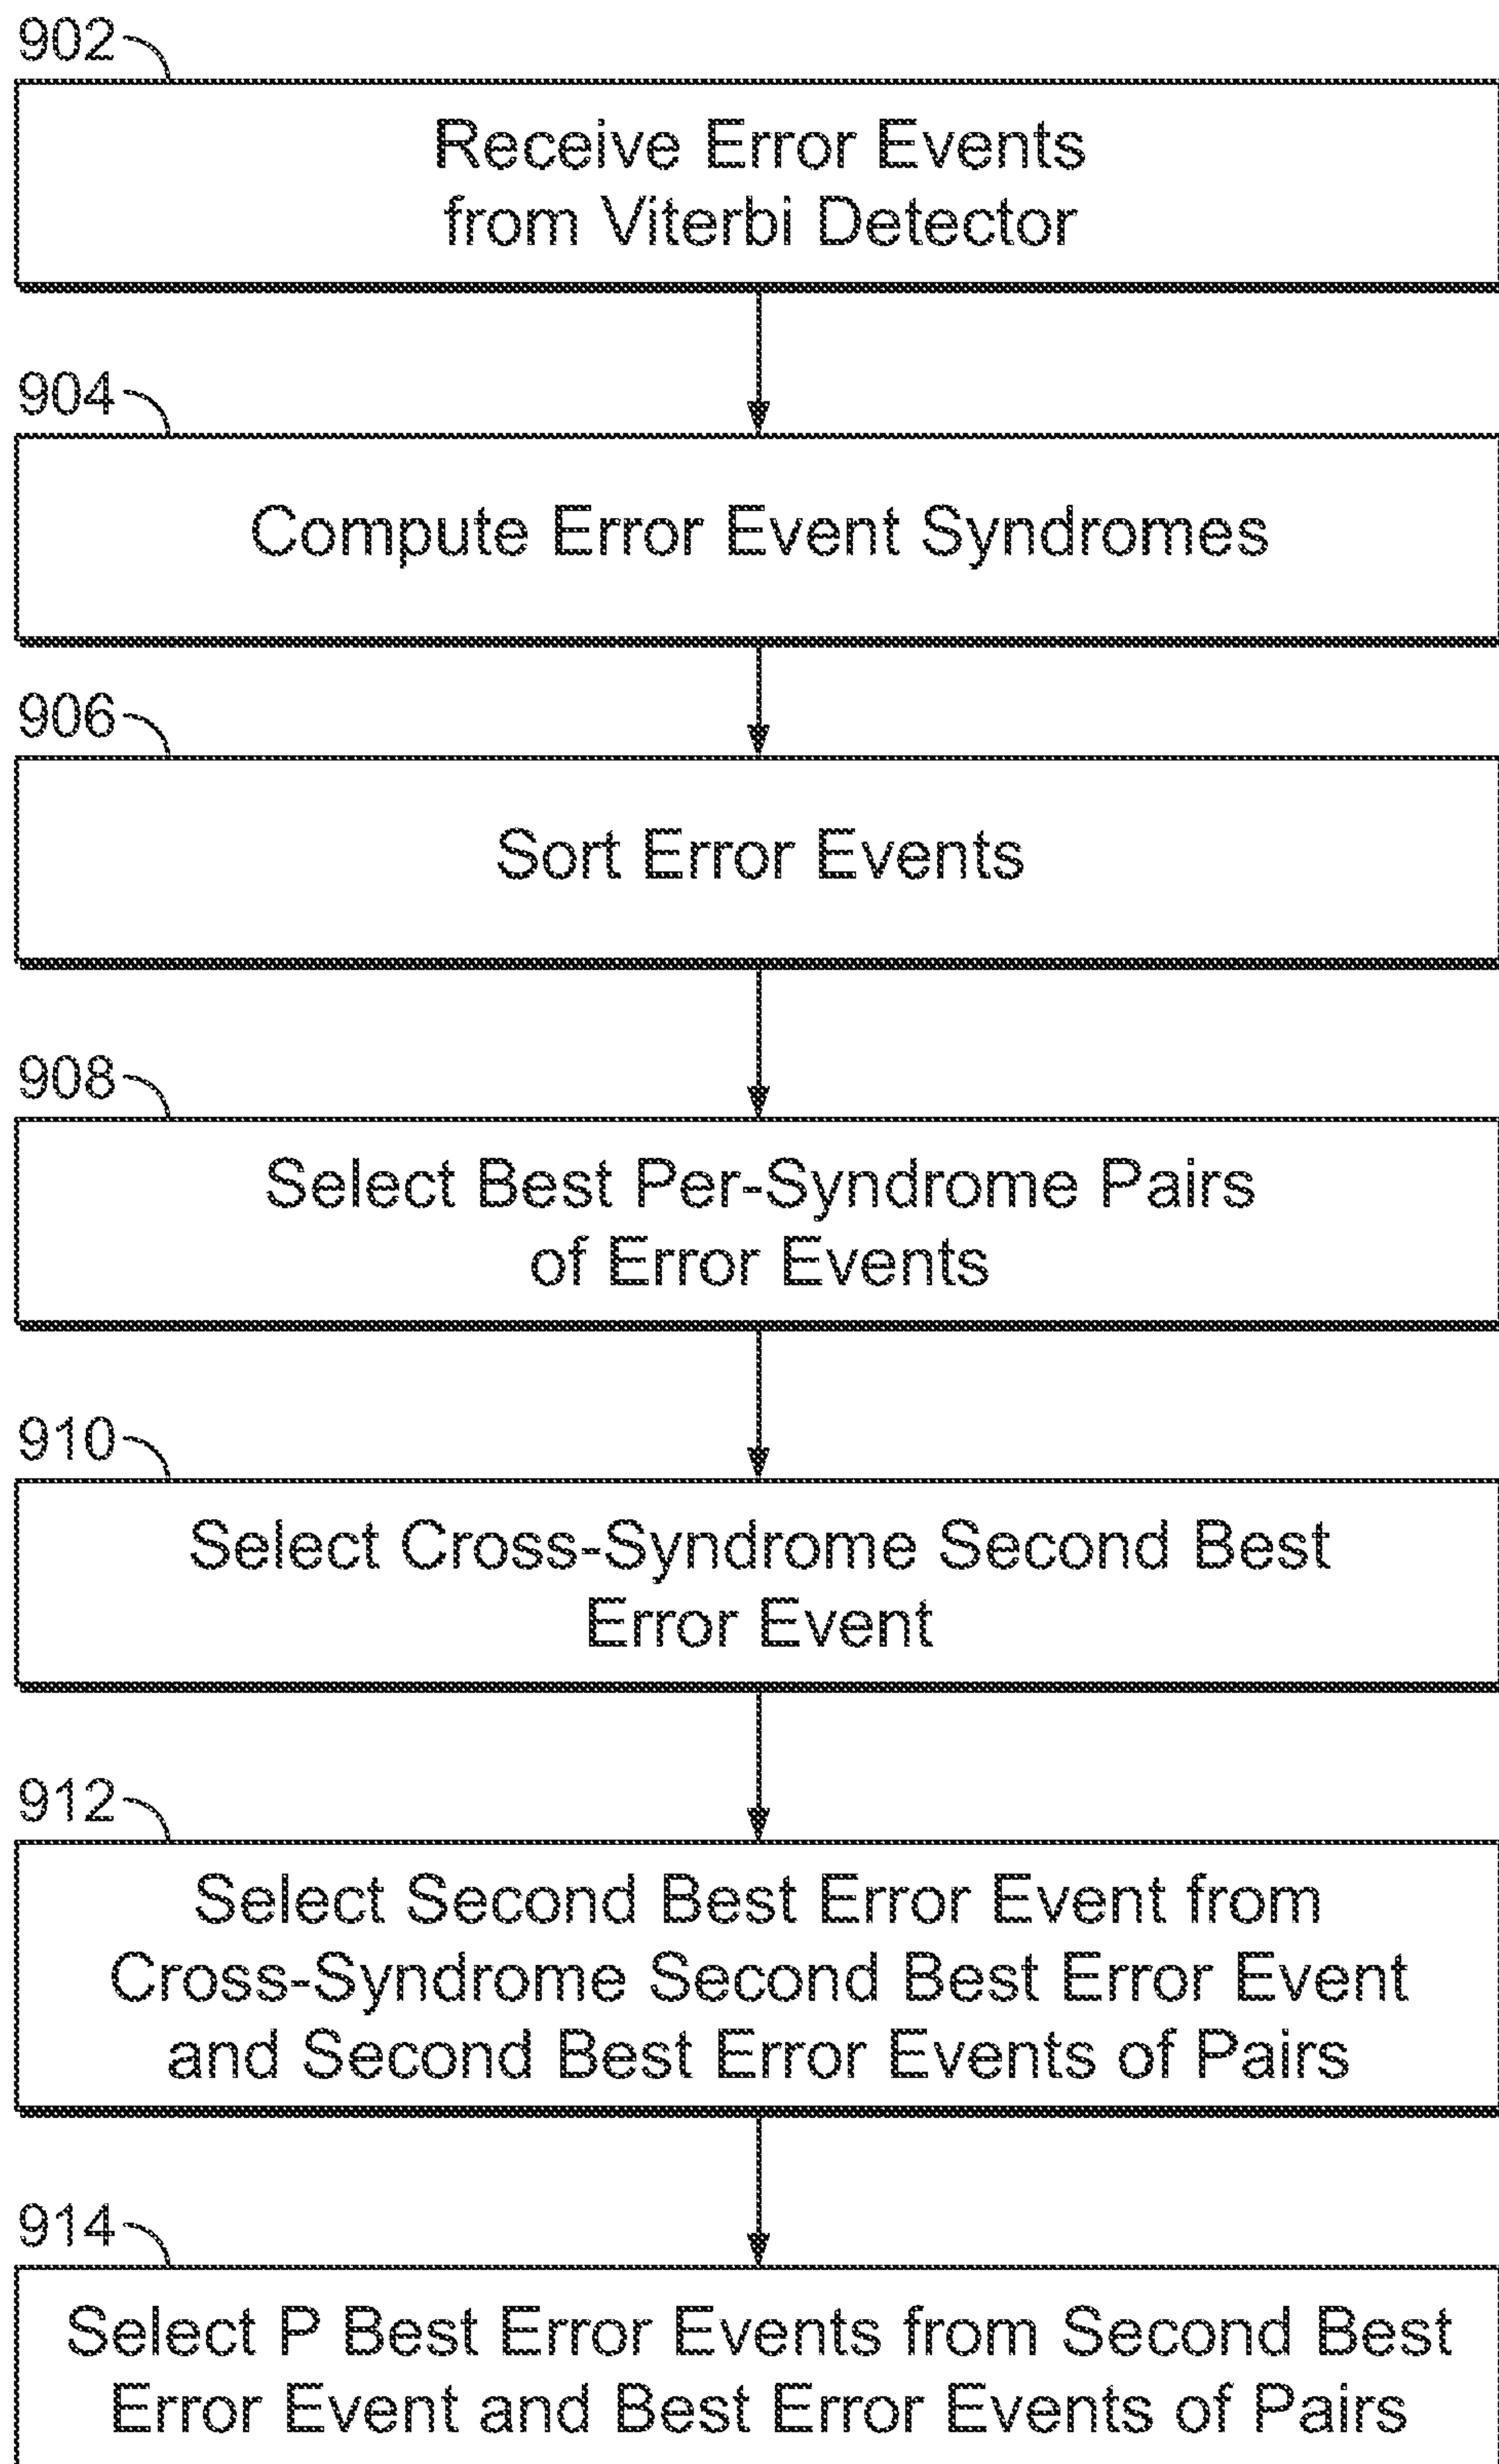 902
Receive Error Events
from Viterbi Detector
904
Compute Error Event Syndromes
906
Sort Error Events
908
Select Best Per-Syndrome Pairs
of Error Events
910
Select Cross-Syndrome Second Best
Error Event
912
Select Second Best Error Event from
Cross-Syndrome Second Best Error Event
and Second Best Error Events of Pairs
914
Select P Best Error Events from Second Best
Error Event and Best Error Events of Pairs